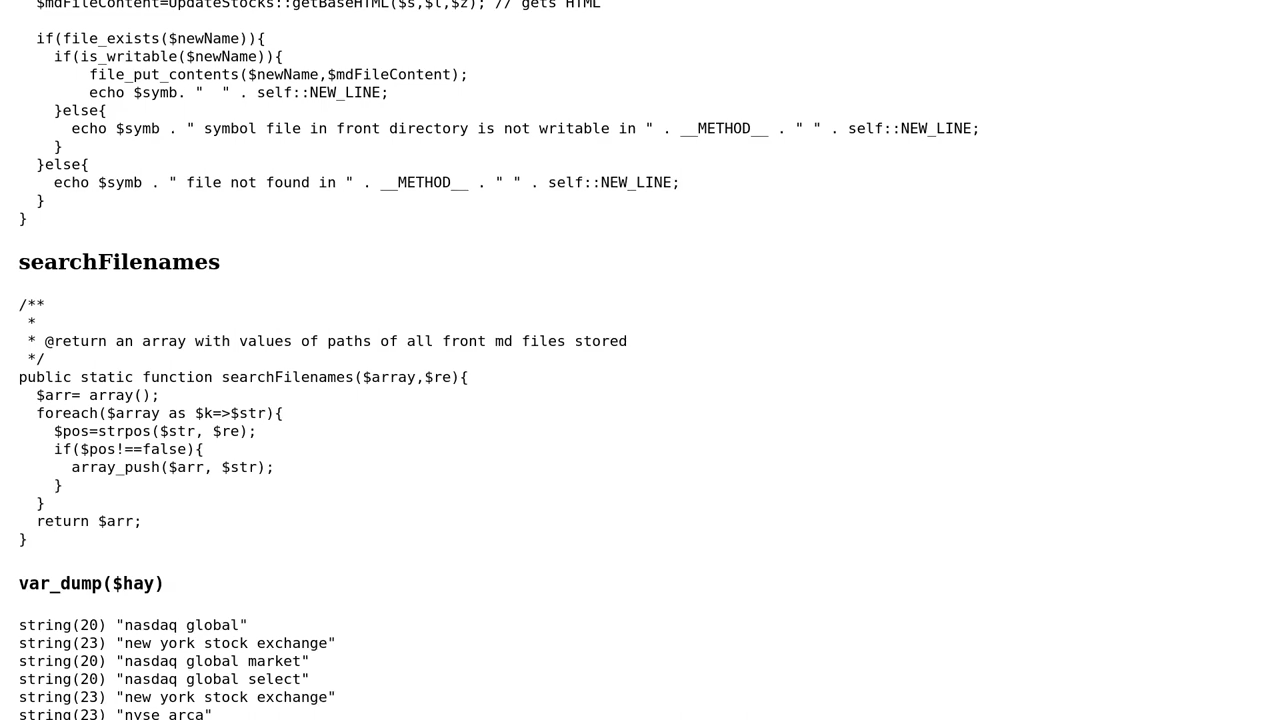 $mdFileContent=UpdateStocks::getBaseHTML($s,$l,$z); // gets HTML
if(file_exists($newName)){
if(is_writable($newName)){
file_put_contents($newName,$mdFileContent);
echo $symb. "  " . self::NEW_LINE;
}else{
echo $symb . " symbol file in front directory is not writable in " . __METHOD__ . " " . self::NEW_LINE;
}
}else{
echo $symb . " file not found in " . __METHOD__ . " " . self::NEW_LINE;
}
}
searchFilenames
/**
*
* @return an array with values of paths of all front md files stored
*/
public static function searchFilenames($array,$re){
$arr= array();
foreach($array as $k=>$str){
$pos=strpos($str, $re);
if($pos!==false){
array_push($arr, $str);
}
}
return $arr;
}
var_dump($hay)
string(20) "nasdaq global"
string(23) "new york stock exchange"
string(20) "nasdaq global market"
string(20) "nasdaq global select"
string(23) "new york stock exchange"
string(23) "nyse arca"